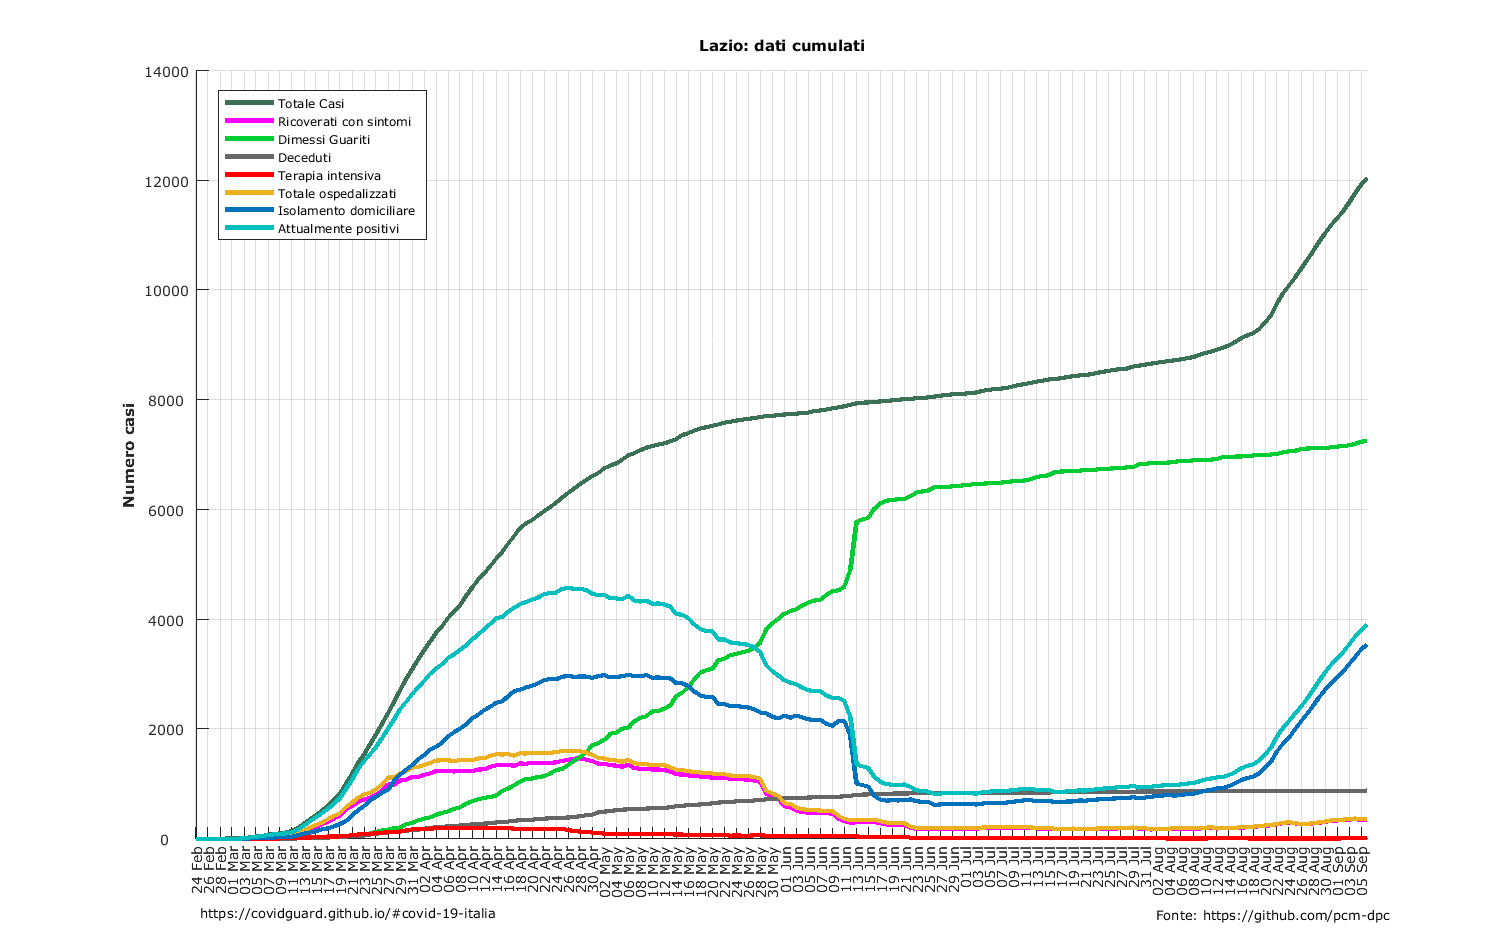 Lazio: dati cumulati
14000
12000
10000
8000
6000
4000
2000
0
Numero casi
Totale Casi
Ricoverati con sintomi
Dimessi Guariti
Deceduti
Terapia intensiva
Totale ospedalizzati
Isolamento domiciliare
Attualmente positivi
24 Feb
26 Feb
28 Feb
01 Mar
03 Mar
05 Mar
07 Mar
09 Mar
11 Mar
13 Mar
15 Mar
17 Mar
19 Mar
21 Mar
23 Mar
25 Mar
27 Mar
29 Mar
31 Mar
02 Apr
04 Apr
06 Apr
08 Apr
10 Apr
12 Apr
14 Apr
16 Apr
18 Apr
20 Apr
22 Apr
24 Apr
26 Apr
28 Apr
30 Apr
02 May
04 May
06 May
08 May
10 May
12 May
14 May
16 May
18 May
20 May
22 May
24 May
26 May
28 May
30 May
01 Jun
03 Jun
05 Jun
07 Jun
09 Jun
11 Jun
13 Jun
15 Jun
17 Jun
19 Jun
21 Jun
23 Jun
25 Jun
27 Jun
29 Jun
01 Jul
03 Jul
05 Jul
07 Jul
09 Jul
11 Jul
13 Jul
15 Jul
17 Jul
19 Jul
21 Jul
23 Jul
25 Jul
27 Jul
29 Jul
31 Jul
02 Aug
04 Aug
06 Aug
08 Aug
10 Aug
12 Aug
14 Aug
16 Aug
18 Aug
20 Aug
22 Aug
24 Aug
26 Aug
28 Aug
30 Aug
01 Sep
03 Sep
05 Sep
https://covidguard.github.io/#covid-19-italia
Fonte: https://github.com/pcm-dpc